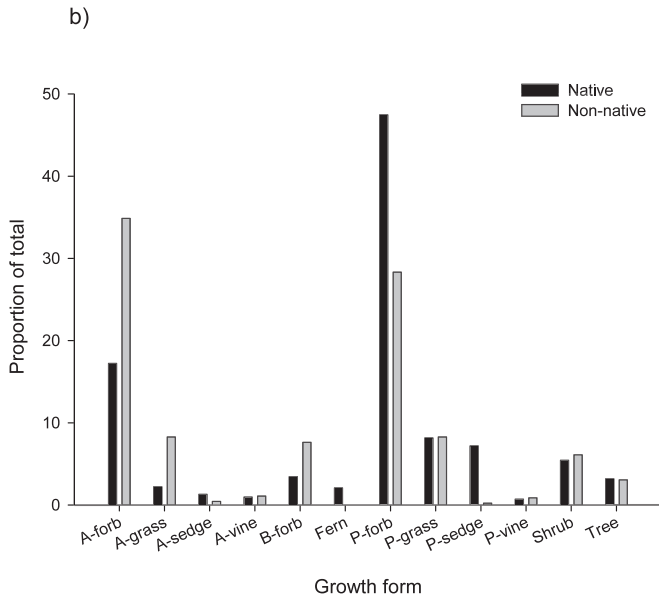 b)
Native
Non-native
50
40
30
20
10
0
Proportion of total
A-forb
A-grass
A-sedge
A-vine
B-forb
Fern
P-forb
P-grass
P-sedge
P-vine
Shrub
Tree
Growth form